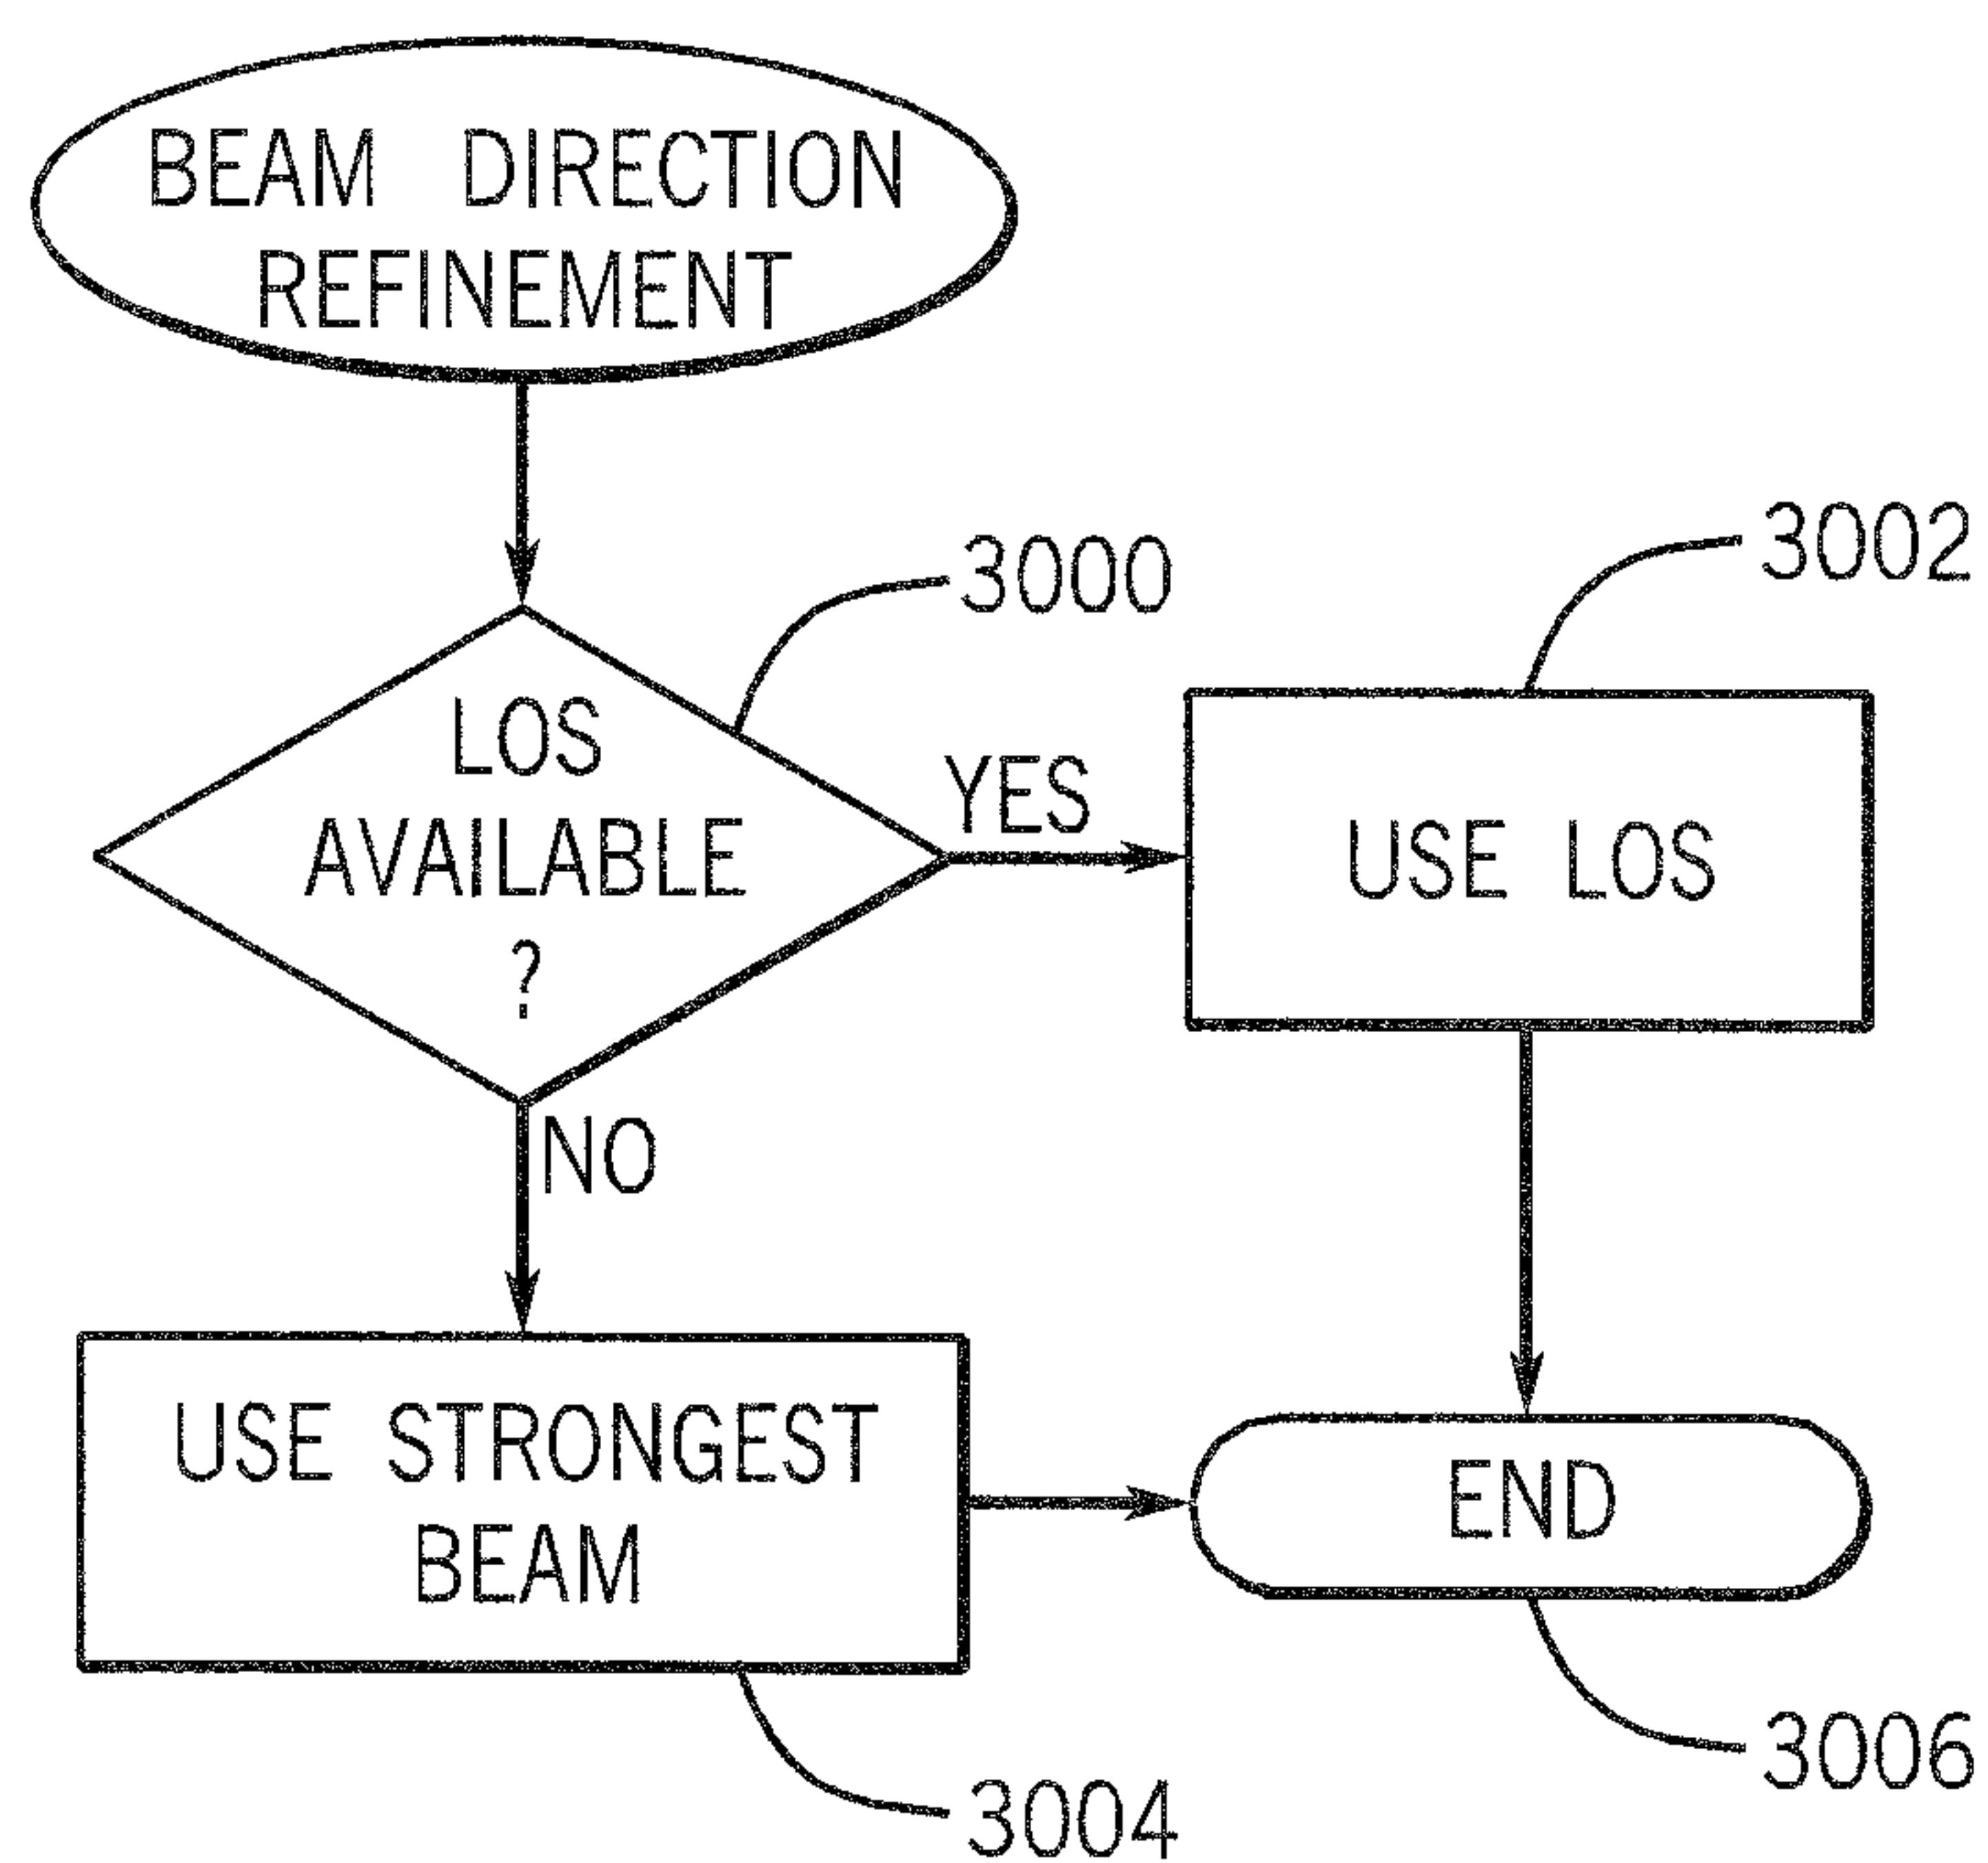 BEAM DIRECTION
REFINEMENT
3000
3002
LOS
AVAILABLE
?
YES
USE LOS
NO
USE STRONGEST
BEAM
END
3004
3006